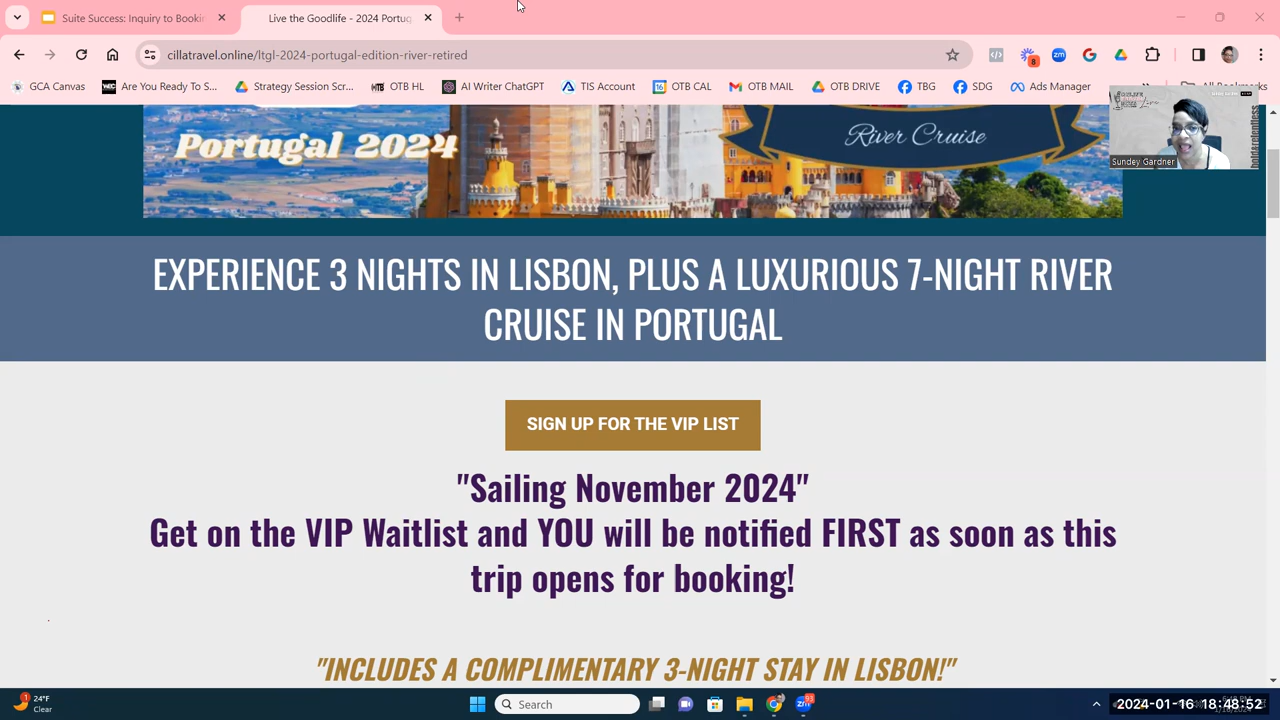 Suite Success: Inquiry to Bookin
Live the Goodlife - 2024 Portug
cillatravel.online/ltgl-2024-portugal-edition-river-retired
zm
8
GCA Canvas
Are You Ready To S...
Strategy Session Scr...
OTB HL
AI Writer ChatGPT
TIS Account
OTB CAL
OTB MAIL
OTB DRIVE
TBG
SDG
Ads Manager
All Bookmarks
Portugal 2024
River Cruise
Sundey Gardner
EXPERIENCE 3 NIGHTS IN LISBON, PLUS A LUXURIOUS 7-NIGHT RIVER
CRUISE IN PORTUGAL
SIGN UP FOR THE VIP LIST
"Sailing November 2024"
Get on the VIP Waitlist and YOU will be notified FIRST as soon as this
trip opens for booking!
"INCLUDES A COMPLIMENTARY 3-NIGHT STAY IN LISBON!"
1
24°F
Clear
Search
2024-01-16 18:48:52